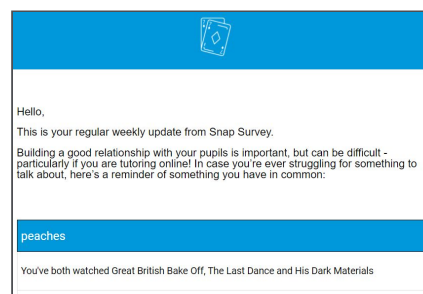 Hello,
This is your regular weekly update from Snap Survey.
Building a good relationship with your pupils is important, but can be difficult -
particularly if you are tutoring online! In case you're ever struggling for something to
talk about, here's a reminder of something you have in common:
peaches
You've both watched Great British Bake Off, The Last Dance and His Dark Materials